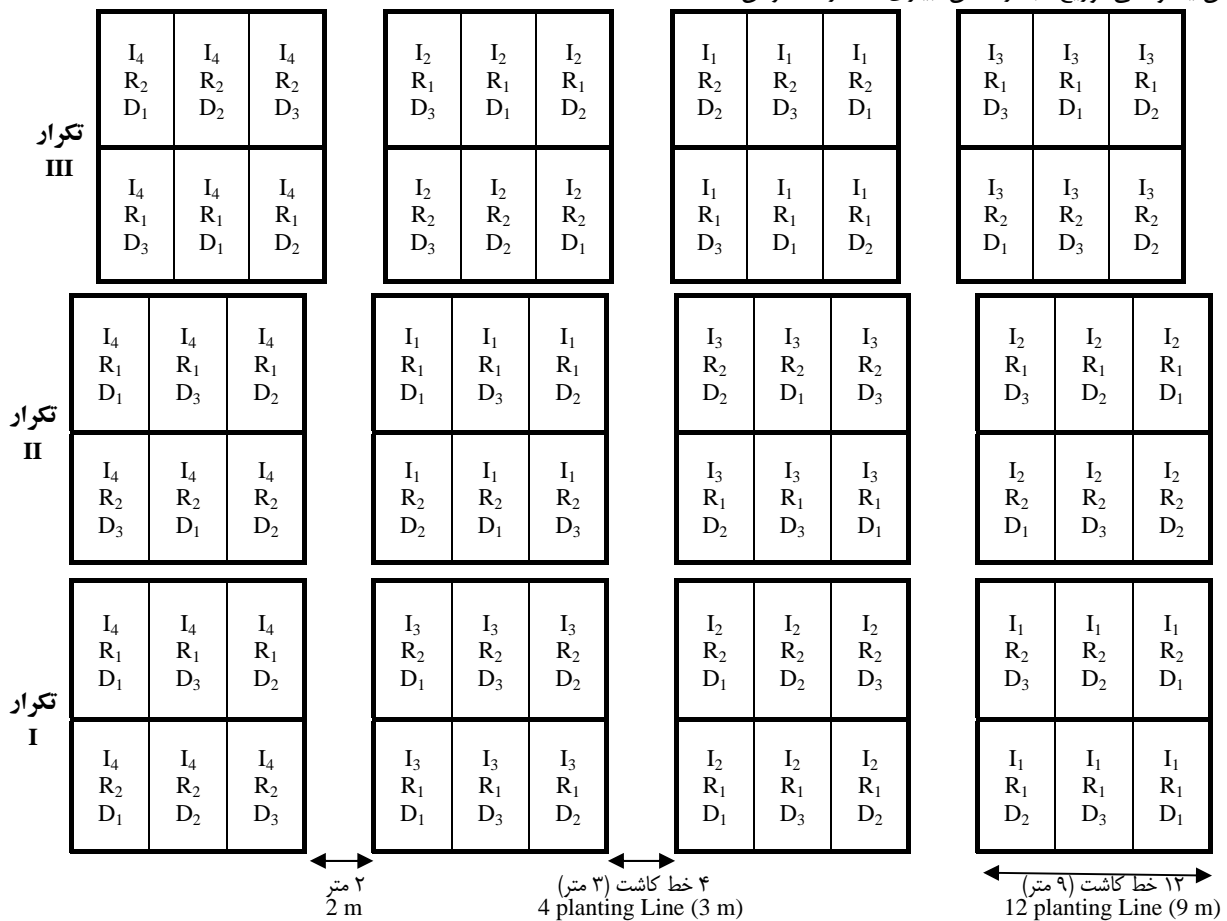 I₄ I₄ I₄ I₂ I₂ I₂ I₁ I₁ I₁ I₃ I₃ I₃
R₂ R₂ R₂ R₁ R₁ R₁ R₂ R₂ R₂ R₁ R₁ R₁
D₁ D₂ D₃ D₃ D₁ D₂ D₂ D₃ D₁ D₃ D₁ D₂
تکرار
III
I₄ I₄ I₄ I₂ I₂ I₂ I₁ I₁ I₁ I₃ I₃ I₃
R₁ R₁ R₁ R₂ R₂ R₂ R₁ R₁ R₁ R₂ R₂ R₂
D₃ D₁ D₂ D₃ D₂ D₁ D₃ D₁ D₂ D₁ D₃ D₂
I₄ I₄ I₄ I₁ I₁ I₁ I₃ I₃ I₃ I₂ I₂ I₂
R₁ R₁ R₁ R₁ R₁ R₁ R₂ R₂ R₂ R₁ R₁ R₁
D₁ D₃ D₂ D₁ D₃ D₂ D₂ D₁ D₃ D₃ D₂ D₁
تکرار
II
I₄ I₄ I₄ I₁ I₁ I₁ I₃ I₃ I₃ I₂ I₂ I₂
R₂ R₂ R₂ R₂ R₂ R₂ R₁ R₁ R₁ R₂ R₂ R₂
D₃ D₁ D₂ D₂ D₁ D₃ D₂ D₃ D₁ D₁ D₃ D₂
I₄ I₄ I₄ I₃ I₃ I₃ I₂ I₂ I₂ I₁ I₁ I₁
R₁ R₁ R₁ R₂ R₂ R₂ R₂ R₂ R₂ R₂ R₂ R₂
D₁ D₃ D₂ D₁ D₃ D₂ D₁ D₂ D₃ D₃ D₂ D₁
تکرار
I
I₄ I₄ I₄ I₃ I₃ I₃ I₂ I₂ I₂ I₁ I₁ I₁
R₂ R₂ R₂ R₁ R₁ R₁ R₁ R₁ R₁ R₁ R₁ R₁
D₁ D₂ D₃ D₁ D₃ D₂ D₁ D₃ D₂ D₂ D₃ D₁
۲ متر
2 m
۴ خط کاشت (۳ متر)
4 planting Line (3 m)
۱۲ خط کاشت (۹ متر)
12 planting Line (9 m)